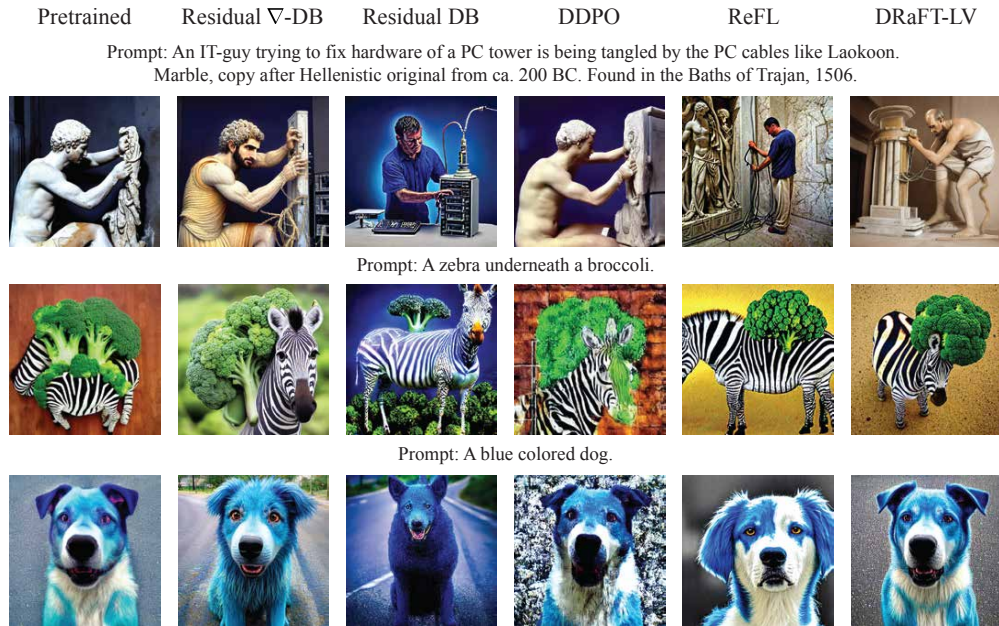 Pretrained Residual ∇-DB Residual DB DDPO ReFL DRaFT-LV
Prompt: An IT-guy trying to fix hardware of a PC tower is being tangled by the PC cables like Laokoon.
Marble, copy after Hellenistic original from ca. 200 BC. Found in the Baths of Trajan, 1506.
Prompt: A zebra underneath a broccoli.
Prompt: A blue colored dog.